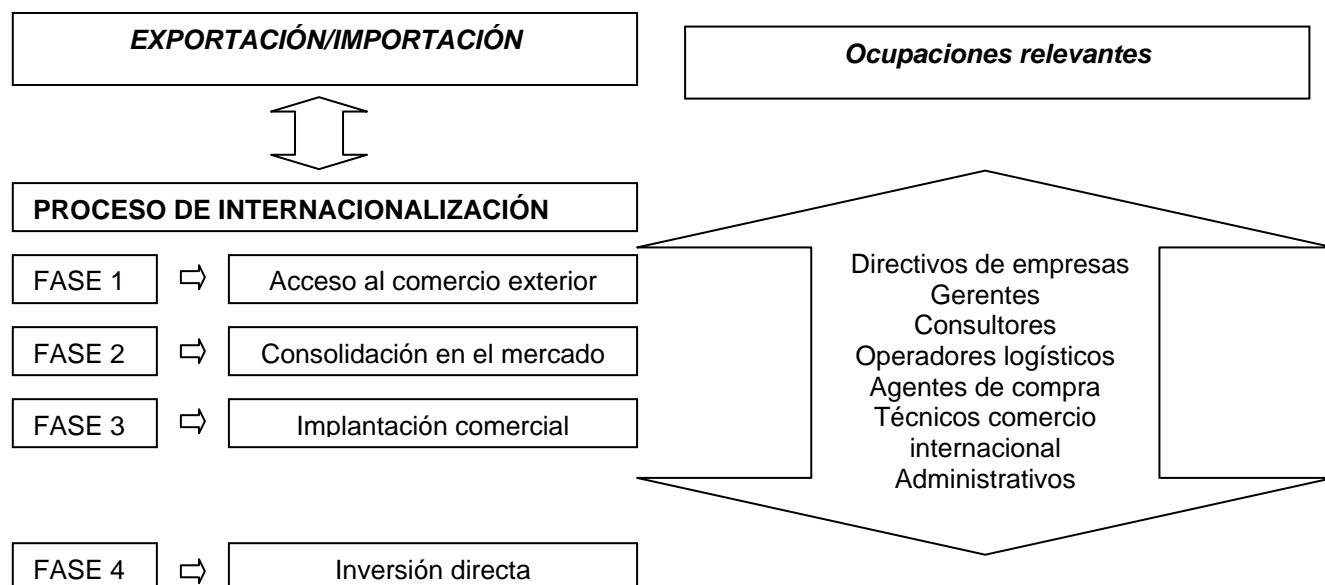 EXPORTACIÓN/IMPORTACIÓN
Ocupaciones relevantes
PROCESO DE INTERNACIONALIZACIÓN
FASE 1
Acceso al comercio exterior
FASE 2
Consolidación en el mercado
FASE 3
Implantación comercial
FASE 4
Inversión directa
Directivos de empresas
Gerentes
Consultores
Operadores logísticos
Agentes de compra
Técnicos comercio
internacional
Administrativos